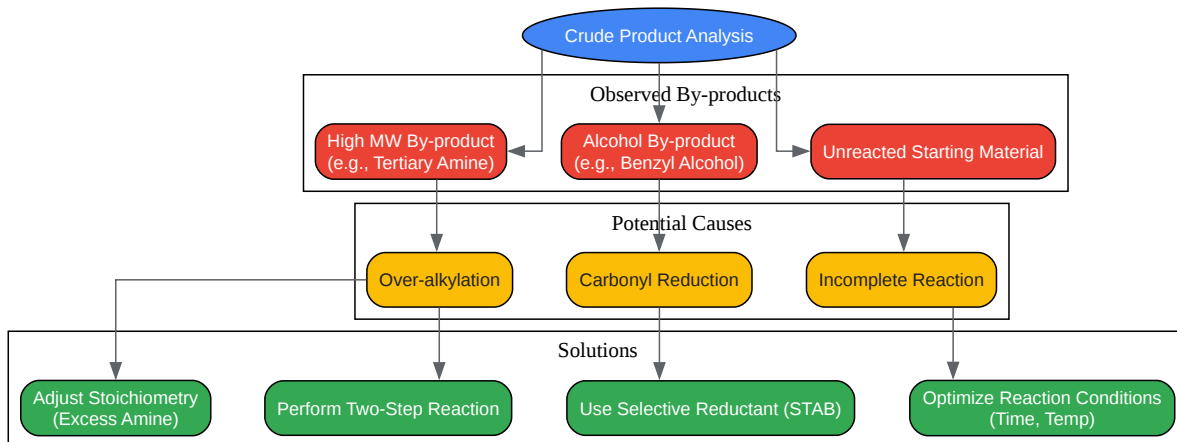 Crude Product Analysis
Observed By-products
High MW By-product
(e.g., Tertiary Amine)
Alcohol By-product
(e.g., Benzyl Alcohol)
Unreacted Starting Material
Potential Causes
Over-alkylation
Carbonyl Reduction
Incomplete Reaction
Solutions
Adjust Stoichiometry
(Excess Amine)
Perform Two-Step Reaction
Use Selective Reductant (STAB)
Optimize Reaction Conditions
(Time, Temp)